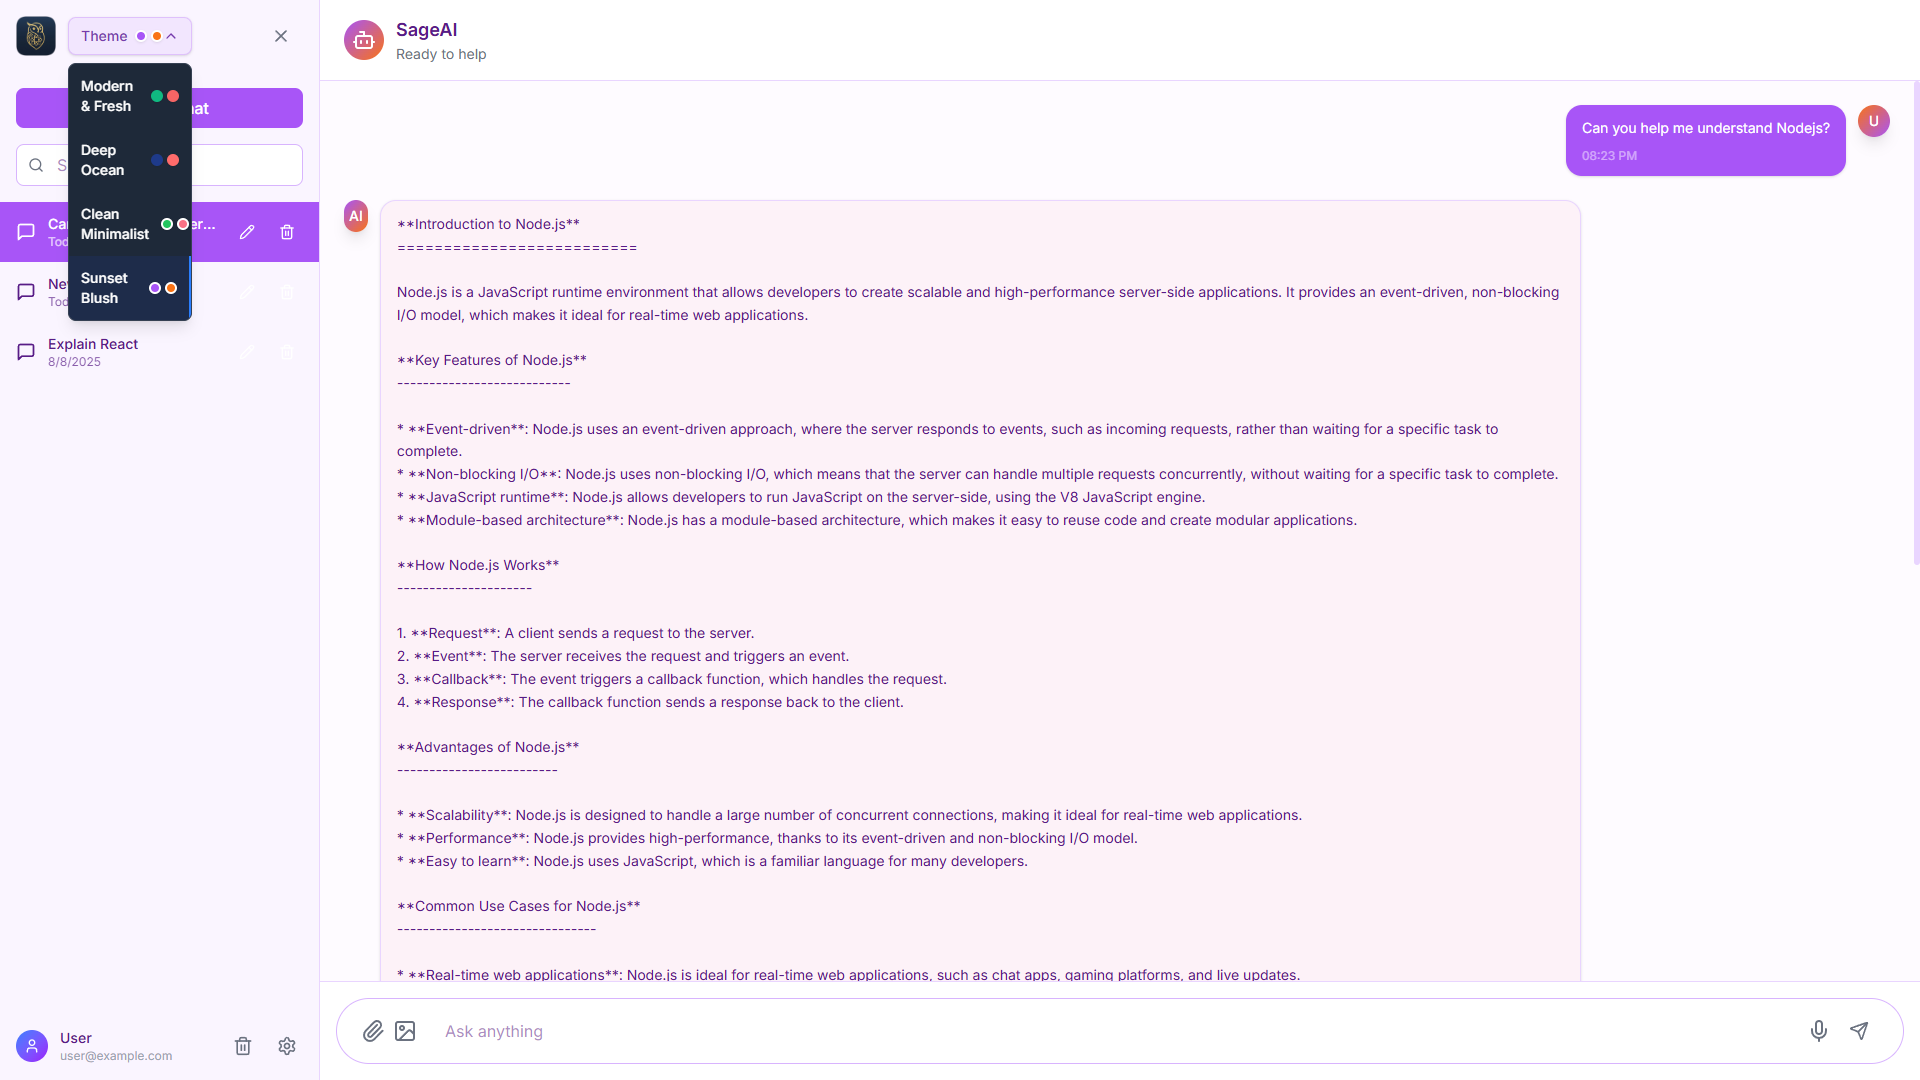 Theme
Modern
& Fresh
Deep
Ocean
Clean
Minimalist
Sunset
Blush
Explain React
8/8/2025
User
user@example.com
SageAI
Ready to help
Can you help me understand Nodejs?
08:23 PM
U
AI
**Introduction to Node.js**
==========================
Node.js is a JavaScript runtime environment that allows developers to create scalable and high-performance server-side applications. It provides an event-driven, non-blocking
I/O model, which makes it ideal for real-time web applications.
**Key Features of Node.js**
---------------------------
* **Event-driven**: Node.js uses an event-driven approach, where the server responds to events, such as incoming requests, rather than waiting for a specific task to
complete.
* **Non-blocking I/O**: Node.js uses non-blocking I/O, which means that the server can handle multiple requests concurrently, without waiting for a specific task to complete.
* **JavaScript runtime**: Node.js allows developers to run JavaScript on the server-side, using the V8 JavaScript engine.
* **Module-based architecture**: Node.js has a module-based architecture, which makes it easy to reuse code and create modular applications.
**How Node.js Works**
---------------------
1. **Request**: A client sends a request to the server.
2. **Event**: The server receives the request and triggers an event.
3. **Callback**: The event triggers a callback function, which handles the request.
4. **Response**: The callback function sends a response back to the client.
**Advantages of Node.js**
-------------------------
* **Scalability**: Node.js is designed to handle a large number of concurrent connections, making it ideal for real-time web applications.
* **Performance**: Node.js provides high-performance, thanks to its event-driven and non-blocking I/O model.
* **Easy to learn**: Node.js uses JavaScript, which is a familiar language for many developers.
**Common Use Cases for Node.js**
-------------------------------
* **Real-time web applications**: Node.js is ideal for real-time web applications, such as chat apps, gaming platforms, and live updates.
Ask anything